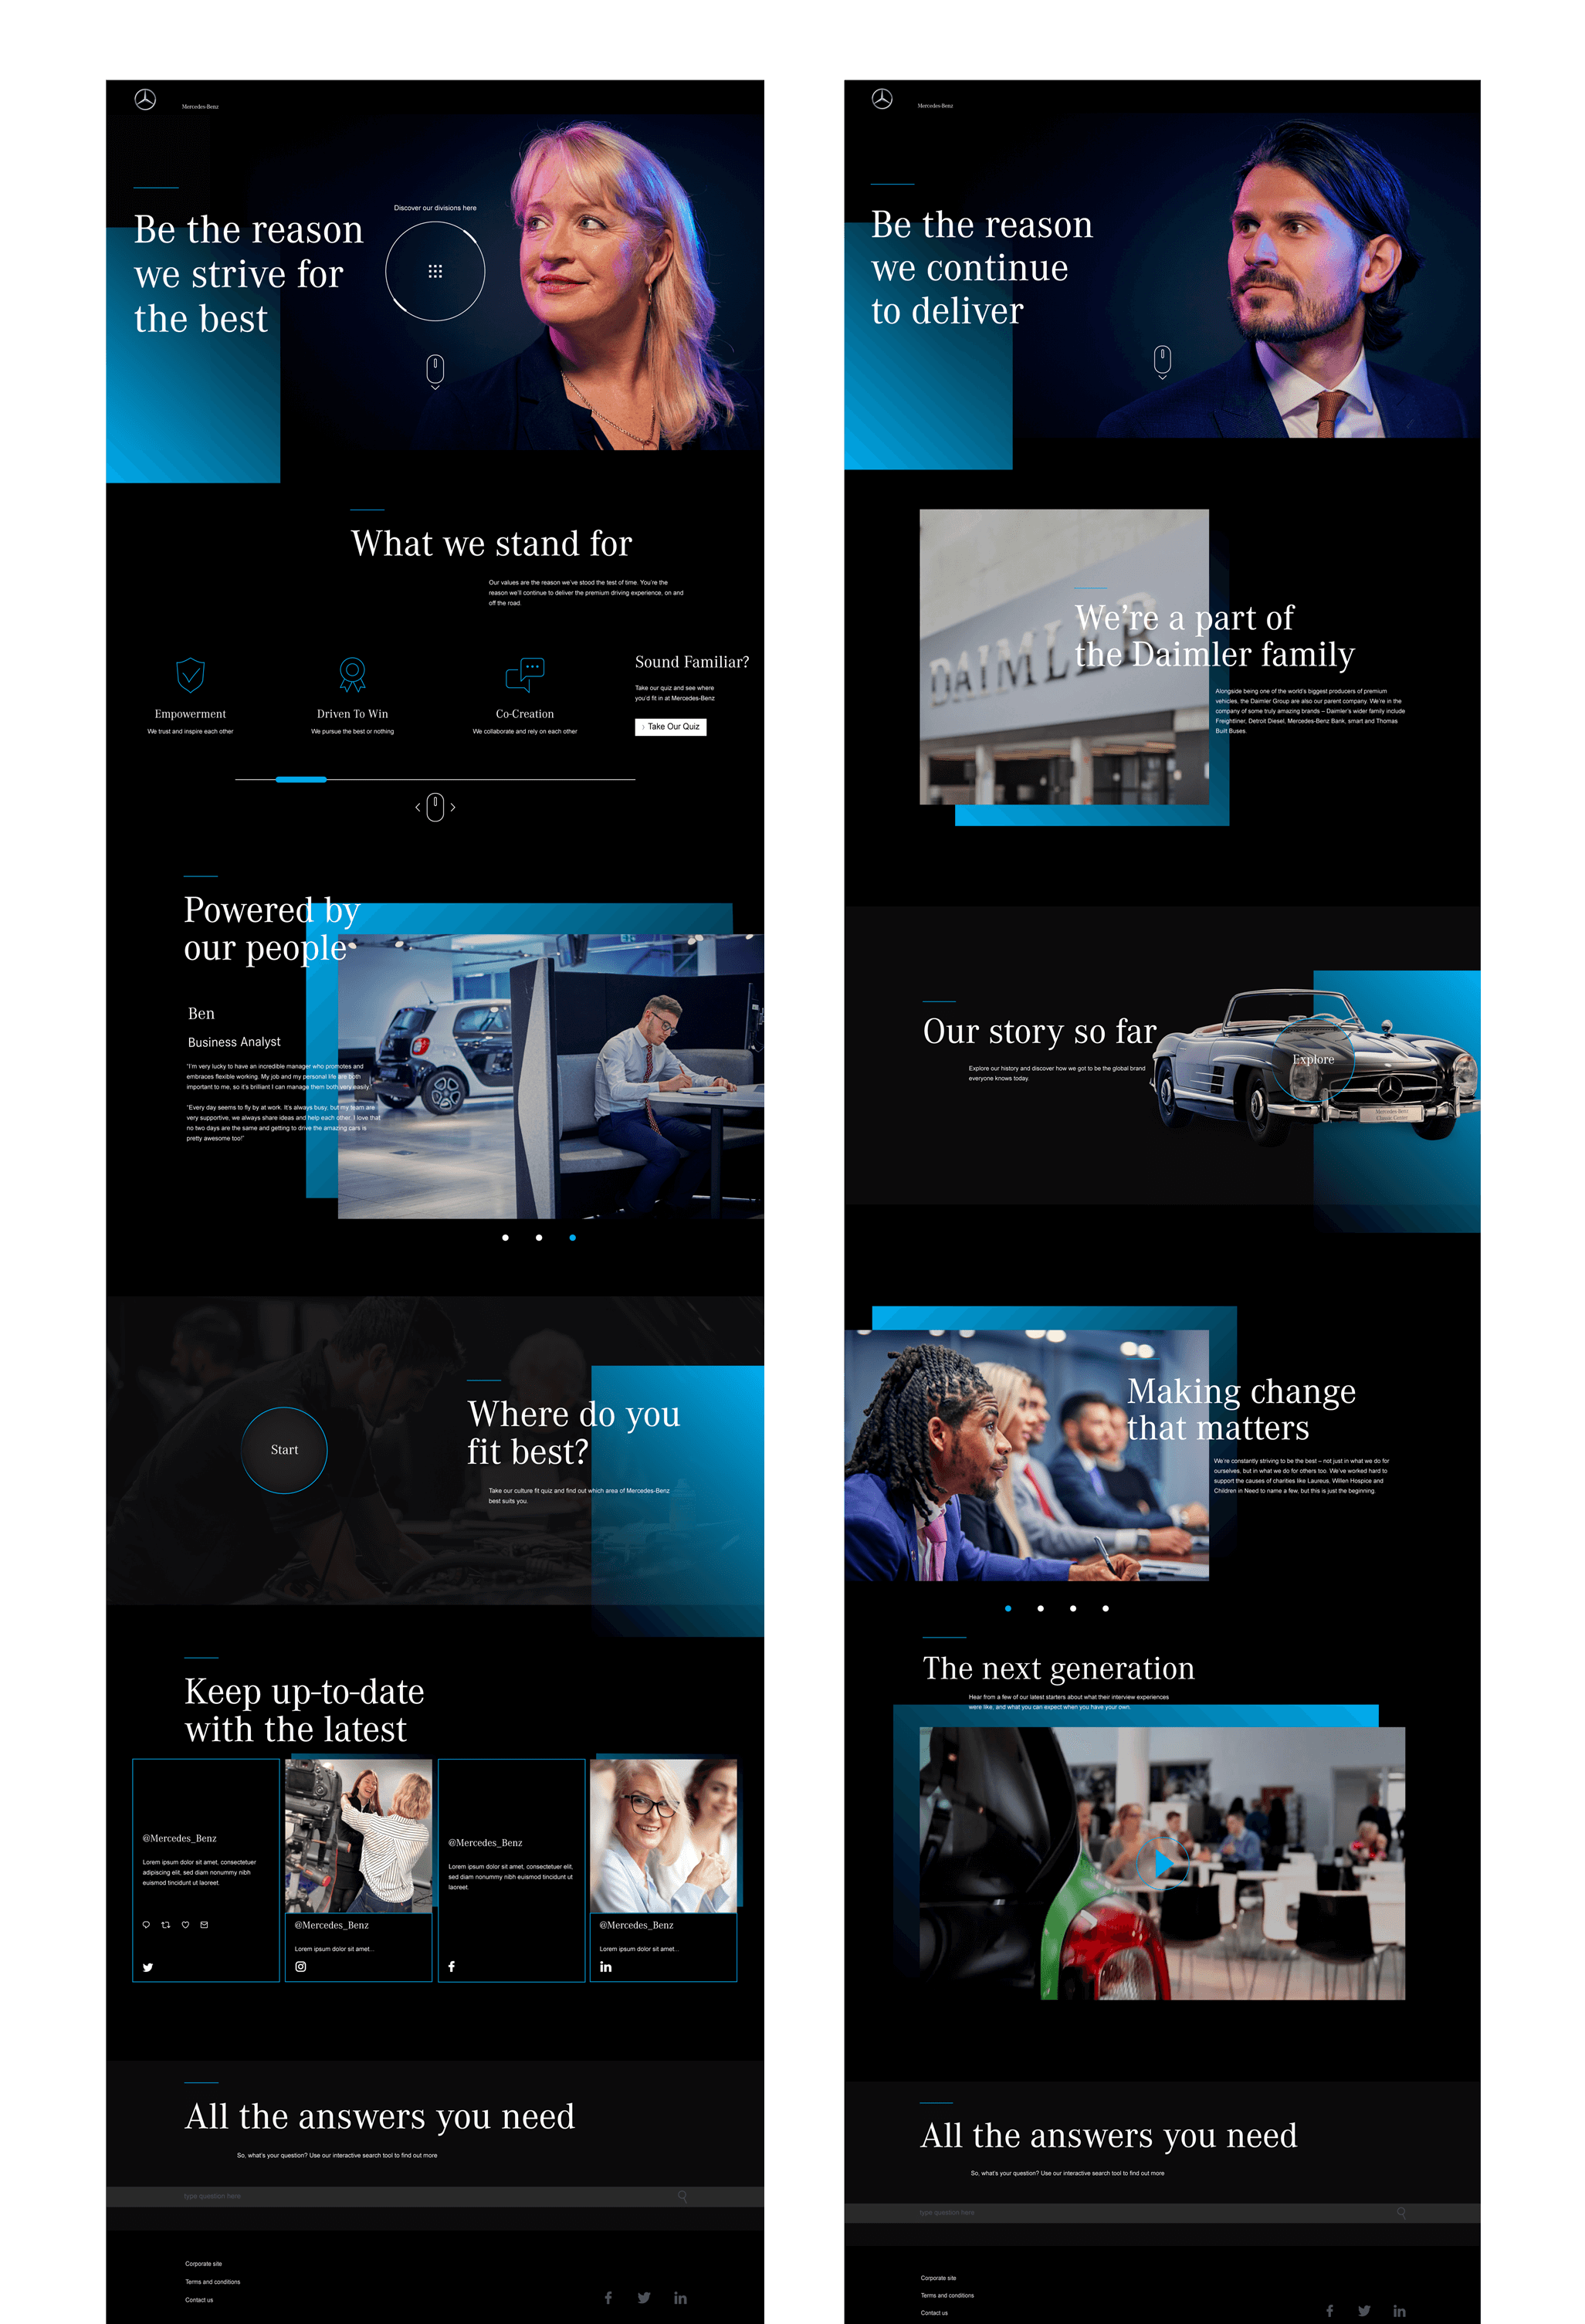 Mercedes-Benz
Be the reason
we strive for
the best
Discover our divisions here
What we stand for
Our values are the reason we've stood the test of time. You're the
reason we'll continue to deliver the premium driving experience, on and
off the road.
Empowerment
We trust and inspire each other
Driven To Win
We pursue the best or nothing
Co-Creation
We collaborate and rely on each other
Sound Familiar?
Take our quiz and see where
you'd fit in at Mercedes-Benz
Take Our Quiz
Powered by
our people
Ben
Business Analyst
"I'm very lucky to have an incredible manager who promotes and
embraces flexible working. My job and my personal life are both
important to me, so it's brilliant I can manage them both very easily."
"Every day seems to fly by at work. It's always busy, but my team are
very supportive, we always share ideas and help each other. I love that
no two days are the same and getting to drive the amazing cars is
pretty awesome too!"
Start
Where do you
fit best?
Take our culture fit quiz and find out which area of Mercedes-Benz
best suits you.
Keep up-to-date
with the latest
@Mercedes_Benz
Lorem ipsum dolor sit amet, consectetuer
adipiscing elit, sed diam nonummy nibh
euismod tincidunt ut laoreet.
@Mercedes_Benz
Lorem ipsum dolor sit amet...
@Mercedes_Benz
Lorem ipsum dolor sit amet, consectetuer elit,
sed diam nonummy nibh euismod tincidunt ut
laoreet.
@Mercedes_Benz
Lorem ipsum dolor sit amet...
All the answers you need
So, what's your question? Use our interactive search tool to find out more
type question here
Corporate site
Terms and conditions
Contact us
Mercedes-Benz
Be the reason
we continue
to deliver
DAIMLER
We're a part of
the Daimler family
Alongside being one of the world's biggest producers of premium
vehicles, the Daimler Group are also our parent company. We're in the
company of some truly amazing brands – Daimler's wider family include
Freightliner, Detroit Diesel, Mercedes-Benz Bank, smart and Thomas
Built Buses.
Our story so far
Explore our history and discover how we got to be the global brand
everyone knows today.
Explore
Mercedes-Benz
Classic Center
Making change
that matters
We're constantly striving to be the best – not just in what we do for
ourselves, but in what we do for others too. We've worked hard to
support the causes of charities like Laureus, Willen Hospice and
Children in Need to name a few, but this is just the beginning.
The next generation
Hear from a few of our latest starters about what their interview experiences
were like, and what you can expect when you have your own.
All the answers you need
So, what's your question? Use our interactive search tool to find out more
type question here
Corporate site
Terms and conditions
Contact us